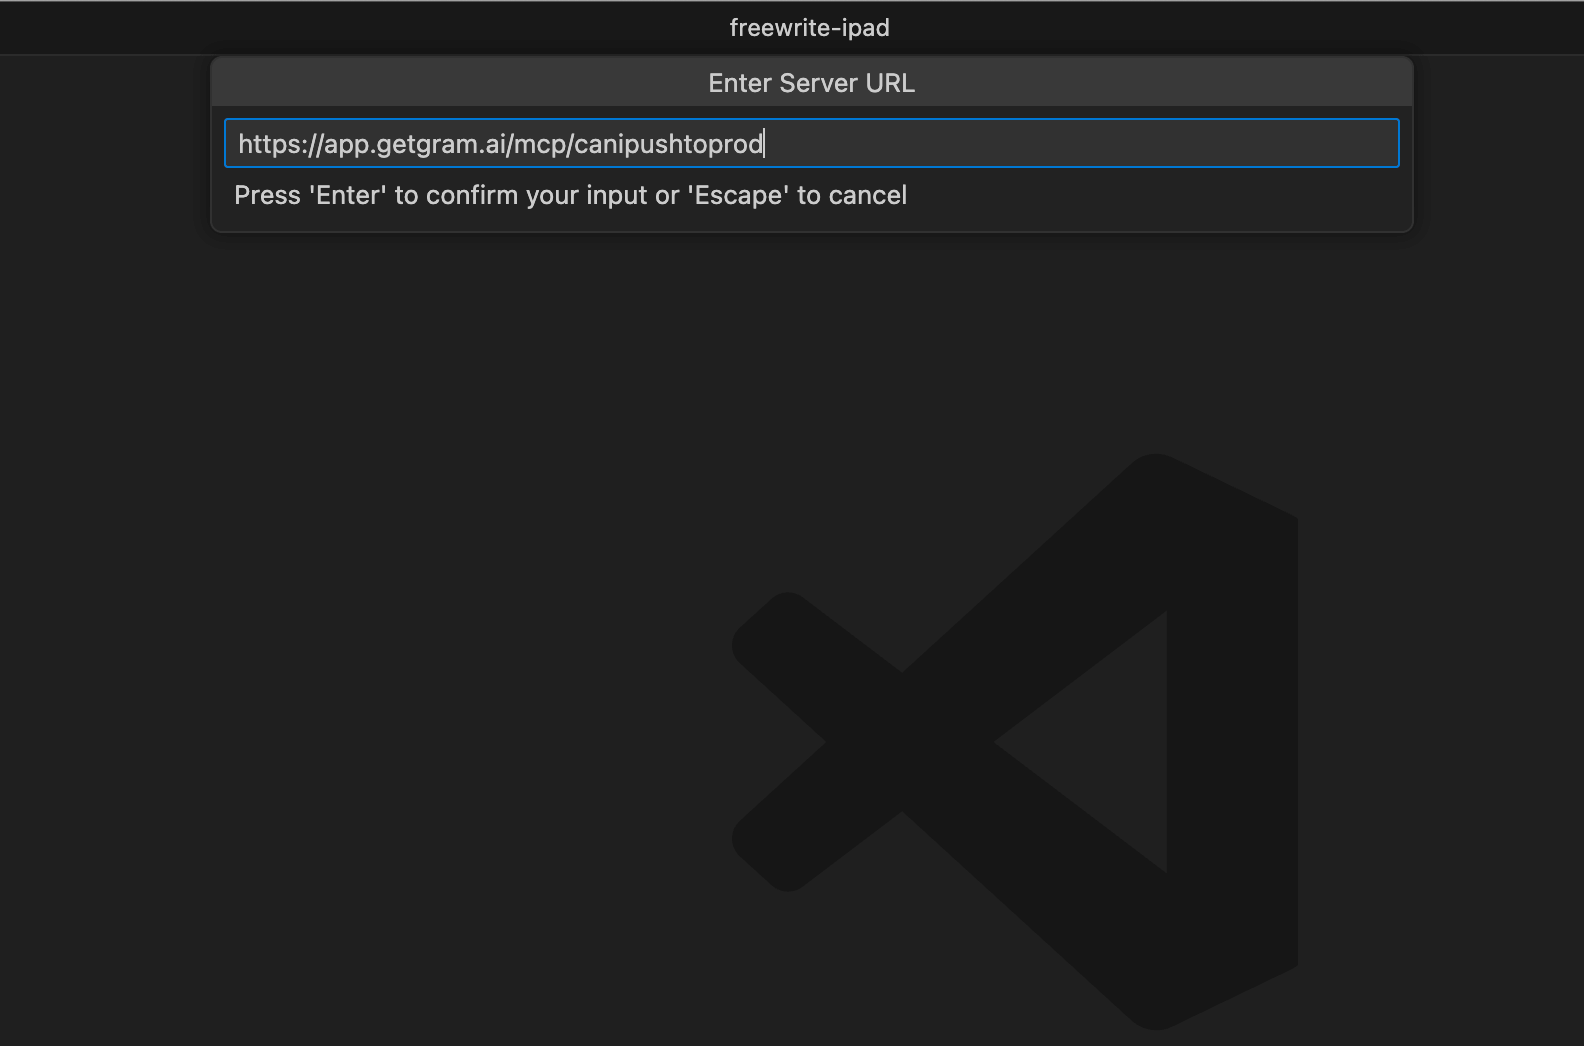 freewrite-ipad
Enter Server URL
https://app.getgram.ai/mcp/canipushtoprod
Press 'Enter' to confirm your input or 'Escape' to cancel